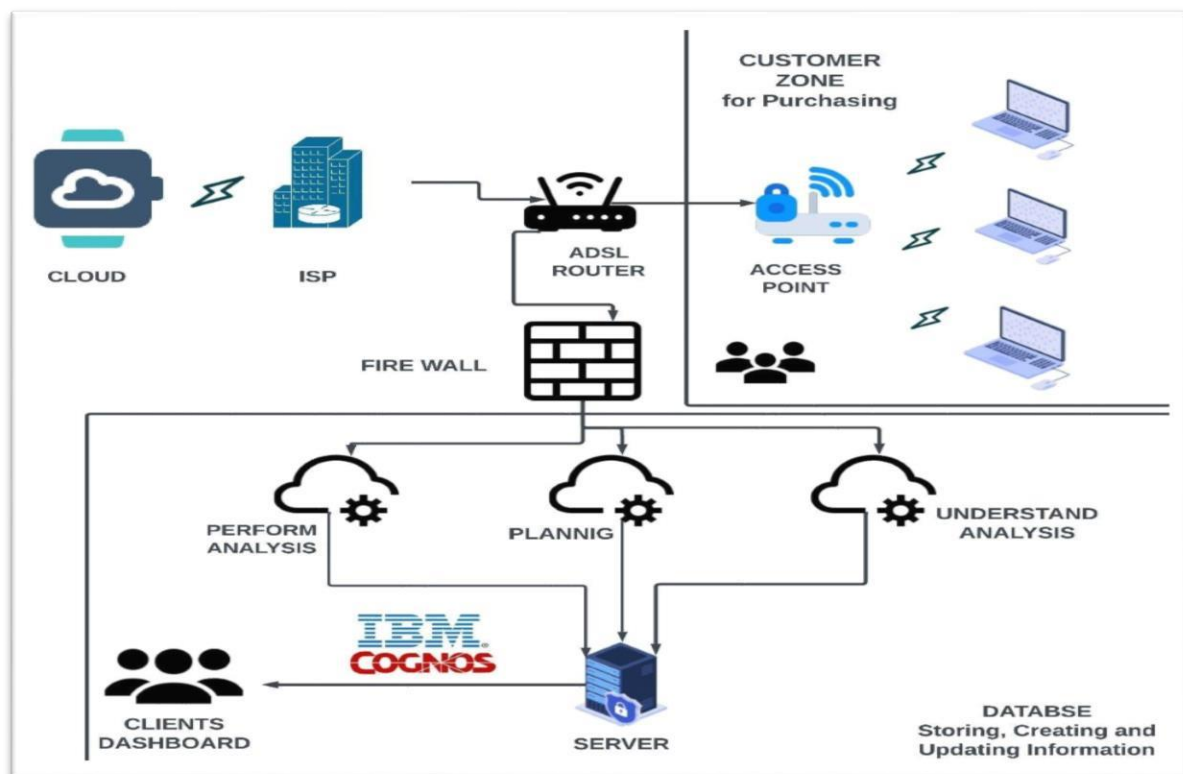 CUSTOMER
ZONE
for Purchasing
CLOUD
ISP
ADSL
ROUTER
ACCESS
POINT
FIRE WALL
PERFORM
ANALYSIS
PLANNIG
UNDERSTAND
ANALYSIS
IBM®
COGNOS
CLIENTS
DASHBOARD
SERVER
DATABSE
Storing, Creating and
Updating Information